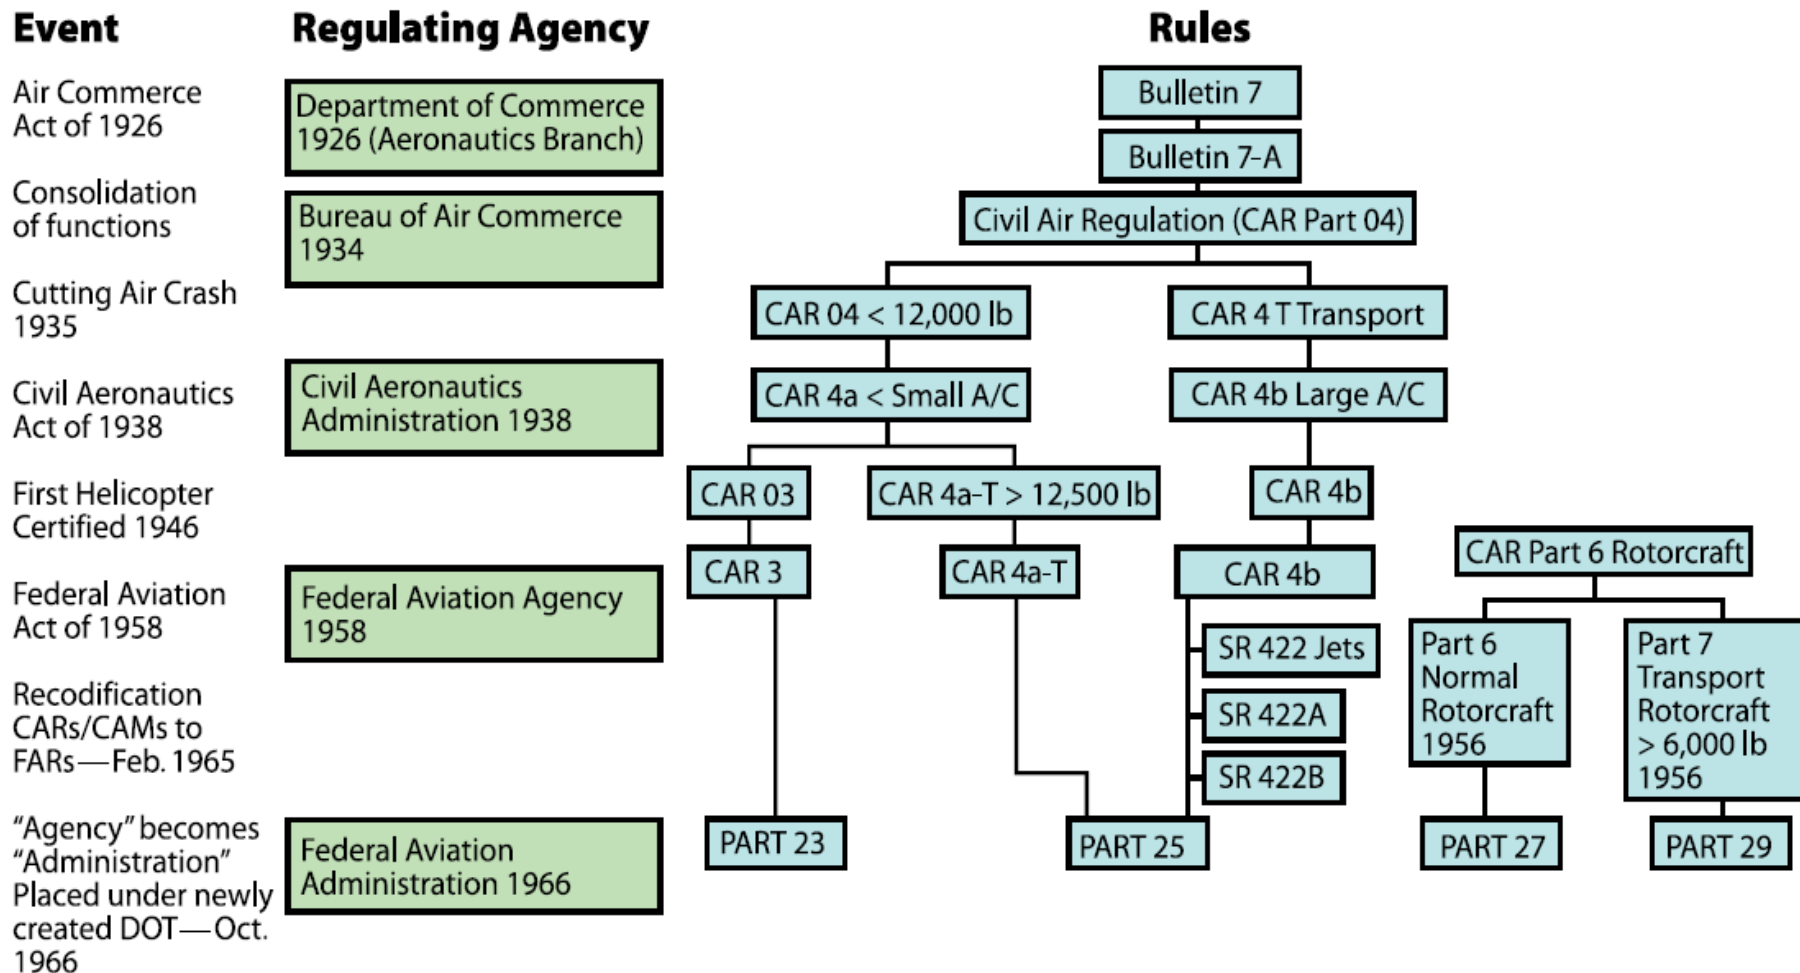 Event
Regulating Agency
Rules
Air Commerce
Act of 1926
Consolidation
of functions
Cutting Air Crash
1935
Civil Aeronautics
Act of 1938
First Helicopter
Certified 1946
Federal Aviation
Act of 1958
Recodification
CARs/CAMs to
FARs—Feb. 1965
“Agency” becomes
“Administration”
Placed under newly
created DOT—Oct.
1966
Department of Commerce
1926 (Aeronautics Branch)
Bureau of Air Commerce
1934
Civil Aeronautics
Administration 1938
Federal Aviation Agency
1958
Federal Aviation
Administration 1966
Bulletin 7
Bulletin 7-A
Civil Air Regulation (CAR Part 04)
CAR 04 < 12,000 lb
CAR 4 T Transport
CAR 4a < Small A/C
CAR 4b Large A/C
CAR 03
CAR 4a-T > 12,500 lb
CAR 4b
CAR 3
CAR 4a-T
CAR 4b
CAR Part 6 Rotorcraft
SR 422 Jets
SR 422A
SR 422B
Part 6
Normal
Rotorcraft
1956
Part 7
Transport
Rotorcraft
> 6,000 lb
1956
PART 23
PART 25
PART 27
PART 29